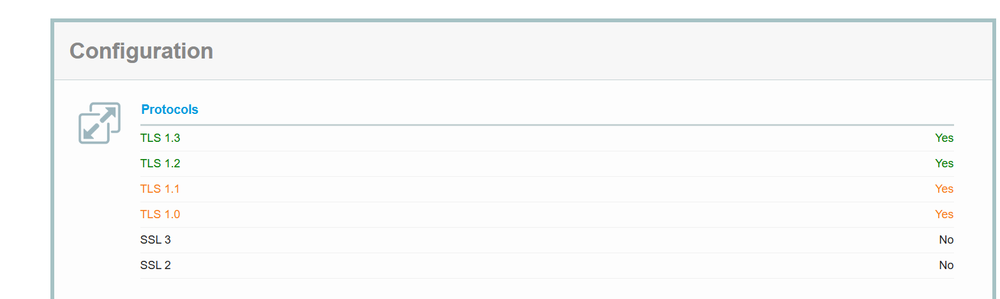 Configuration
Protocols
TLS 1.3 Yes
TLS 1.2 Yes
TLS 1.1 Yes
TLS 1.0 Yes
SSL 3 No
SSL 2 No